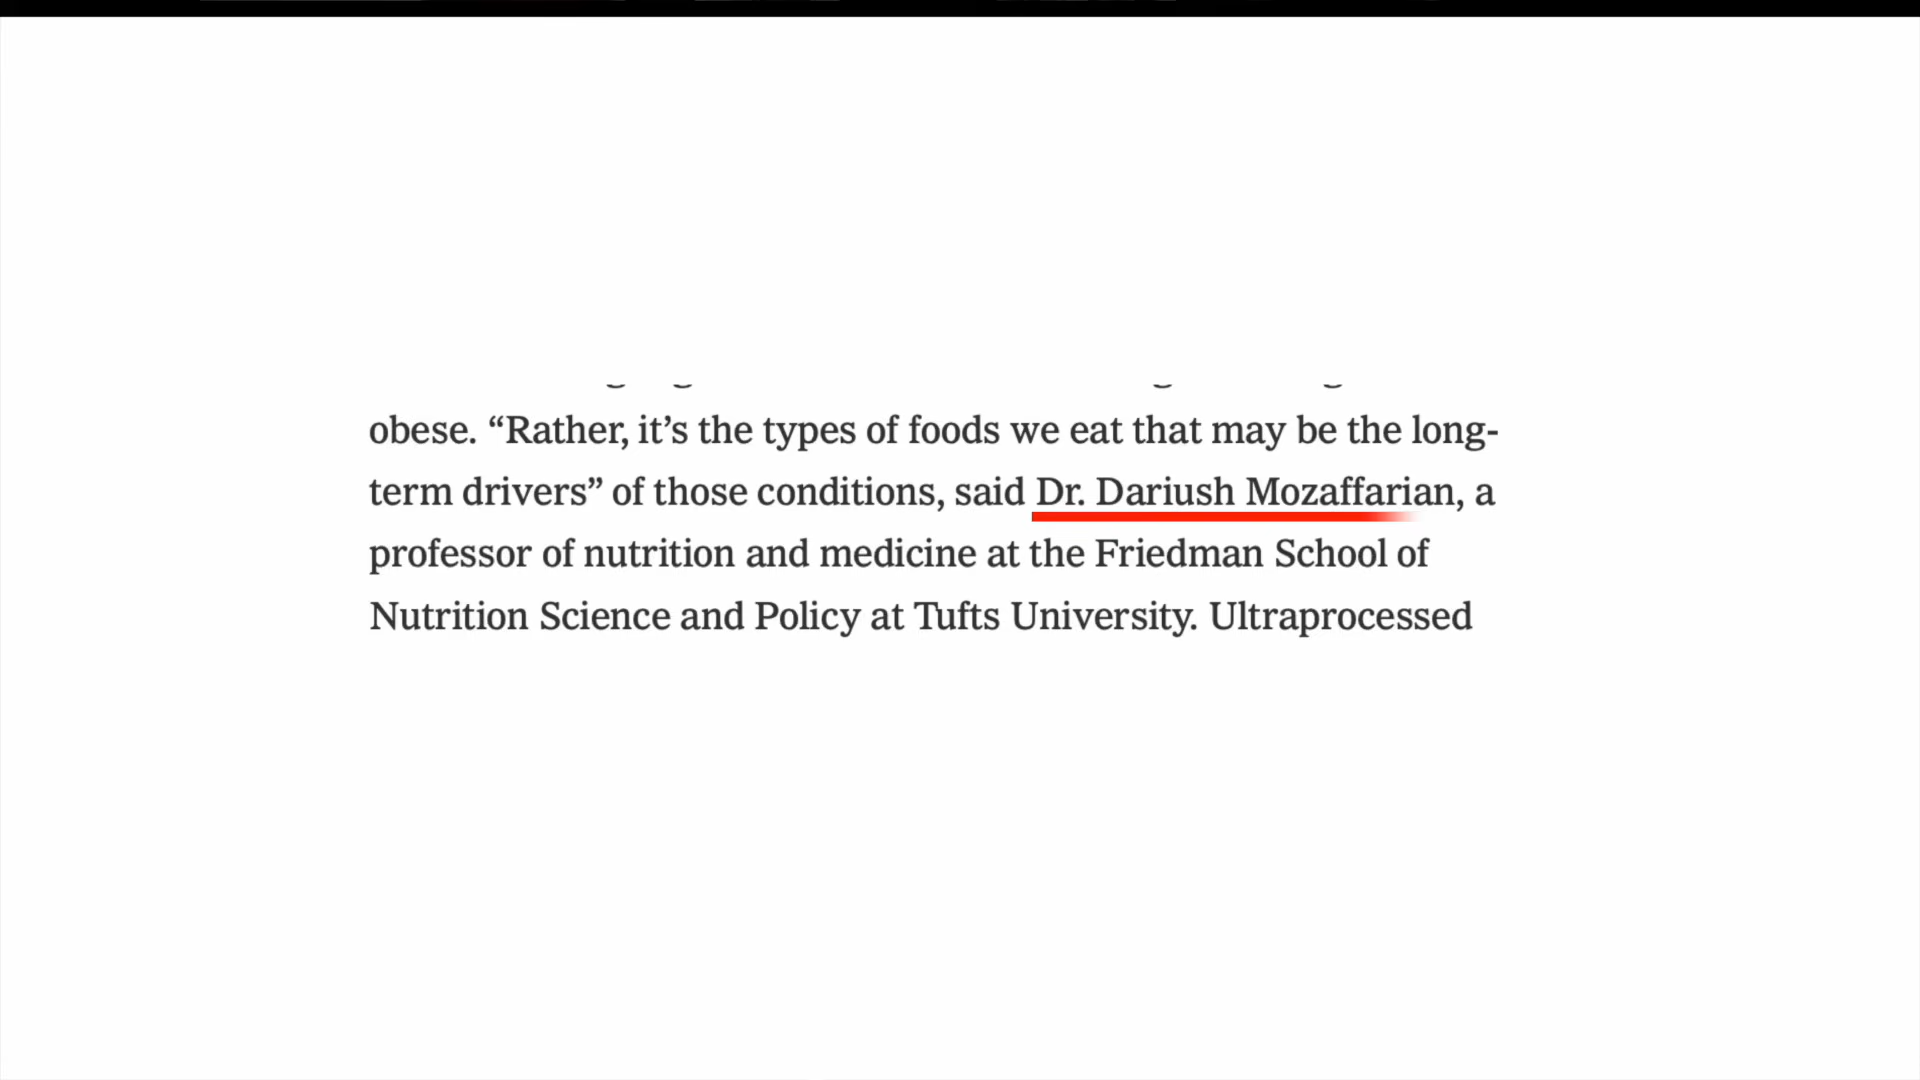 obese. “Rather, it’s the types of foods we eat that may be the long-
term drivers” of those conditions, said Dr. Dariush Mozaffarian, a
professor of nutrition and medicine at the Friedman School of
Nutrition Science and Policy at Tufts University. Ultraprocessed